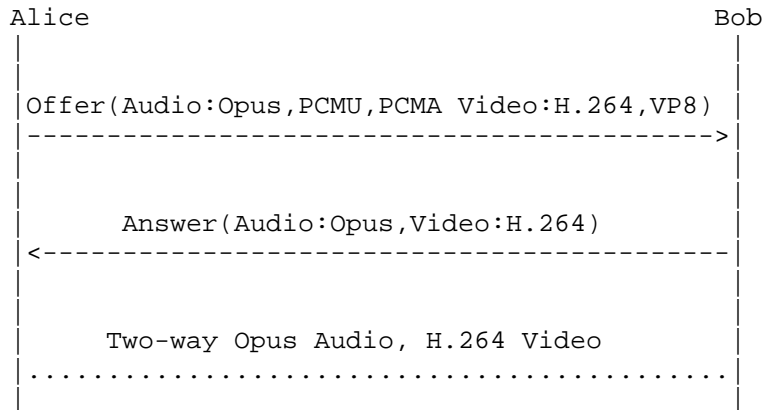 Alice Bob
Offer(Audio:Opus,PCMU,PCMA Video:H.264,VP8)
Answer(Audio:Opus,Video:H.264)
Two-way Opus Audio, H.264 Video